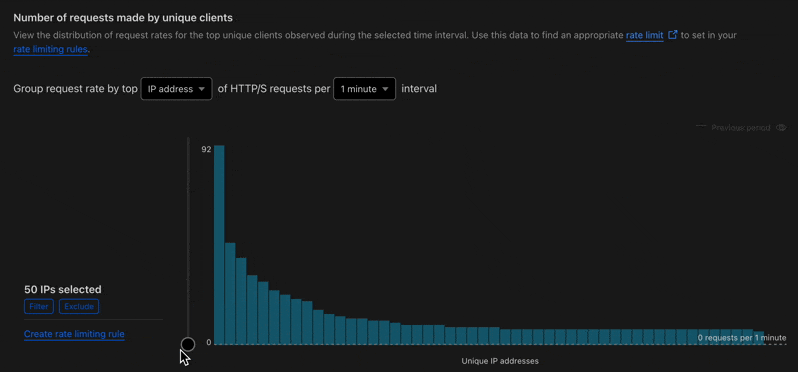 Number of requests made by unique clients
View the distribution of request rates for the top unique clients observed during the selected time interval. Use this data to find an appropriate rate limit to set in your
rate limiting rules.
Group request rate by top IP address of HTTP/S requests per 1 minute interval
Previous period
92
50 IPs selected
Filter Exclude
Create rate limiting rule
0 requests per 1 minute
0
Unique IP addresses